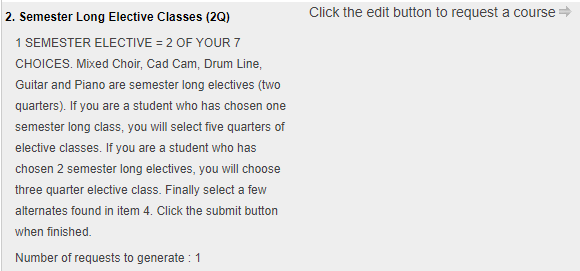 2. Semester Long Elective Classes (2Q)
Click the edit button to request a course ⇨
1 SEMESTER ELECTIVE = 2 OF YOUR 7
CHOICES. Mixed Choir, Cad Cam, Drum Line,
Guitar and Piano are semester long electives (two
quarters). If you are a student who has chosen one
semester long class, you will select five quarters of
elective classes. If you are a student who has
chosen 2 semester long electives, you will choose
three quarter elective class. Finally select a few
alternates found in item 4. Click the submit button
when finished.
Number of requests to generate : 1